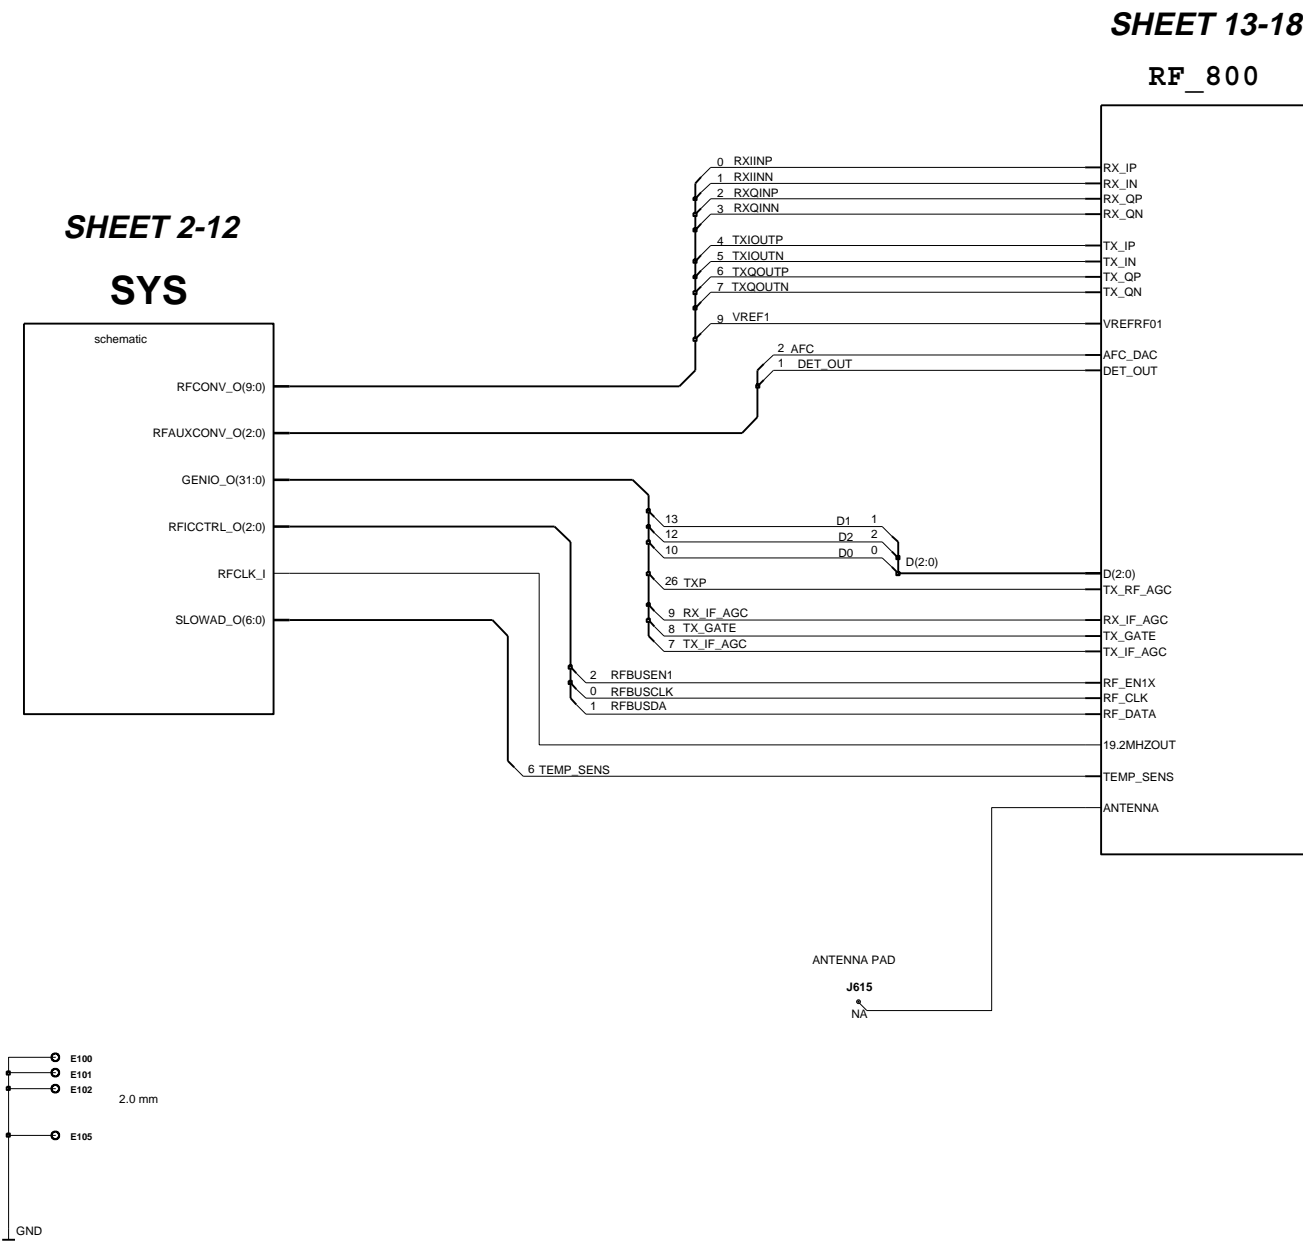 SHEET 13-18
RF_800
SHEET 2-12
SYS
schematic
RFCONV_O(9:0)
RFAUXCONV_O(2:0)
GENIO_O(31:0)
RFICCTRL_O(2:0)
RFCLK_I
SLOWAD_O(6:0)
0 RXIINP
1 RXIINN
2 RXQINP
3 RXQINN
4 TXIOUTP
5 TXIOUTN
6 TXQOUTP
7 TXQOUTN
9 VREF1
2 AFC
1 DET_OUT
13 D1 1
12 D2 2
10 D0 0
D(2:0)
26 TXP
9 RX_IF_AGC
8 TX_GATE
7 TX_IF_AGC
2 RFBUSEN1
0 RFBUSCLK
1 RFBUSDA
6 TEMP_SENS
RX_IP
RX_IN
RX_QP
RX_QN
TX_IP
TX_IN
TX_QP
TX_QN
VREFRF01
AFC_DAC
DET_OUT
D(2:0)
TX_RF_AGC
RX_IF_AGC
TX_GATE
TX_IF_AGC
RF_EN1X
RF_CLK
RF_DATA
19.2MHZOUT
TEMP_SENS
ANTENNA
ANTENNA PAD
J615
NA
E100
E101
E102
2.0 mm
E105
GND